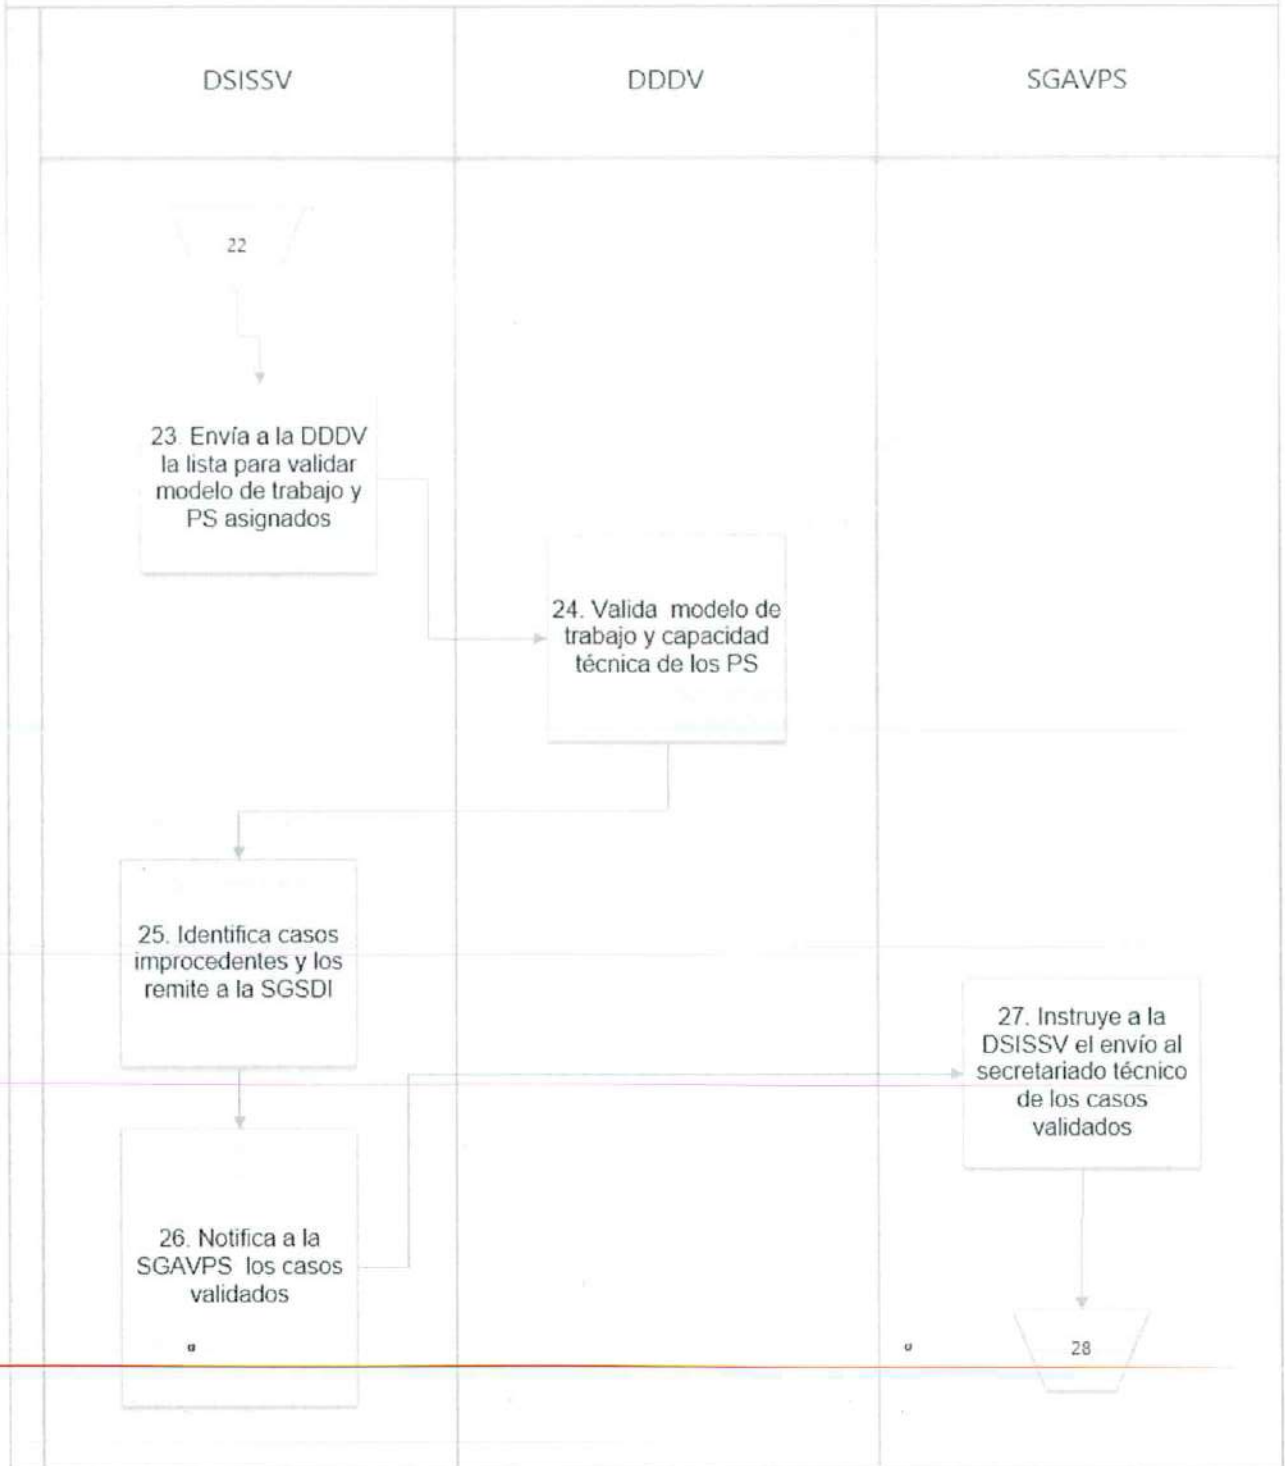 DSISSV
DDDV
SGAVPS
22
23. Envía a la DDDV
la lista para validar
modelo de trabajo y
PS asignados
24. Valida modelo de
trabajo y capacidad
técnica de los PS
25. Identifica casos
improcedentes y los
remite a la SGSDI
26. Notifica a la
SGAVPS los casos
validados
27. Instruye a la
DSISSV el envío al
secretariado técnico
de los casos
validados
28